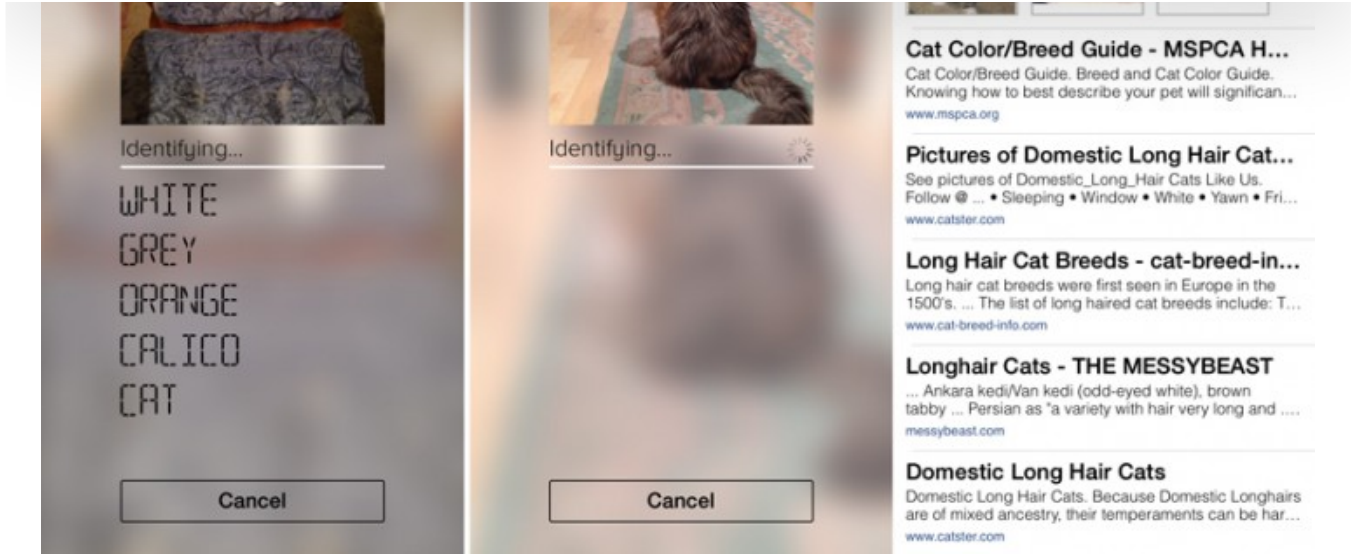 Identifying...
WHITE
GREY
ORANGE
CALICO
CAT
Cancel
Identifying...
Cancel
Cat Color/Breed Guide - MSPCA H...
Cat Color/Breed Guide. Breed and Cat Color Guide.
Knowing how to best describe your pet will significan...
www.mspca.org
Pictures of Domestic Long Hair Cat...
See pictures of Domestic_Long_Hair Cats Like Us.
Follow @ ... • Sleeping • Window • White • Yawn • Fri...
www.catster.com
Long Hair Cat Breeds - cat-breed-in...
Long hair cat breeds were first seen in Europe in the
1500's. ... The list of long haired cat breeds include: T...
www.cat-breed-info.com
Longhair Cats - THE MESSYBEAST
... Ankara kedi/Van kedi (odd-eyed white), brown
tabby ... Persian as "a variety with hair very long and ....
messybeast.com
Domestic Long Hair Cats
Domestic Long Hair Cats. Because Domestic Longhairs
are of mixed ancestry, their temperaments can be har...
www.catster.com